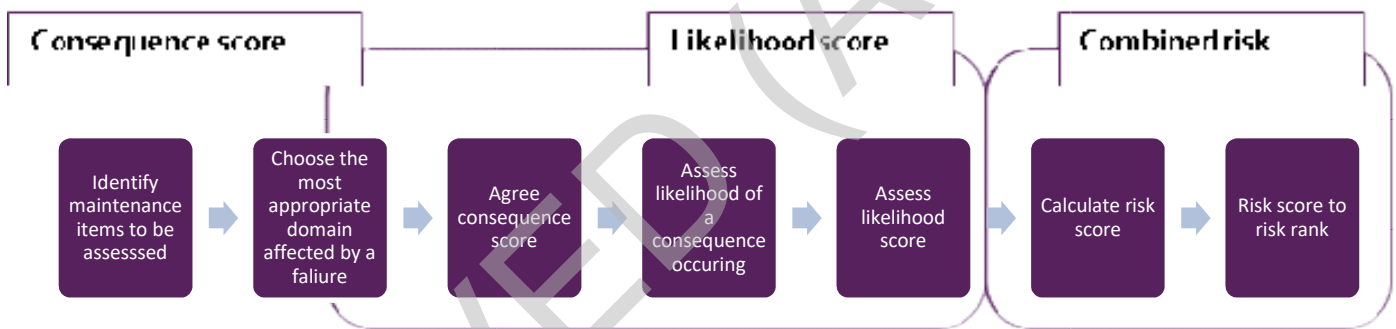 Consequence score
Likelihood score
Combined risk
Identify
maintenance
items to be
assesssed
Choose the
most
appropriate
domain
affected by a
faliure
Agree
consequence
score
Assess
likelihood of
a
consequence
occuring
Assess
likelihood
score
Calculate risk
score
Risk score to
risk rank